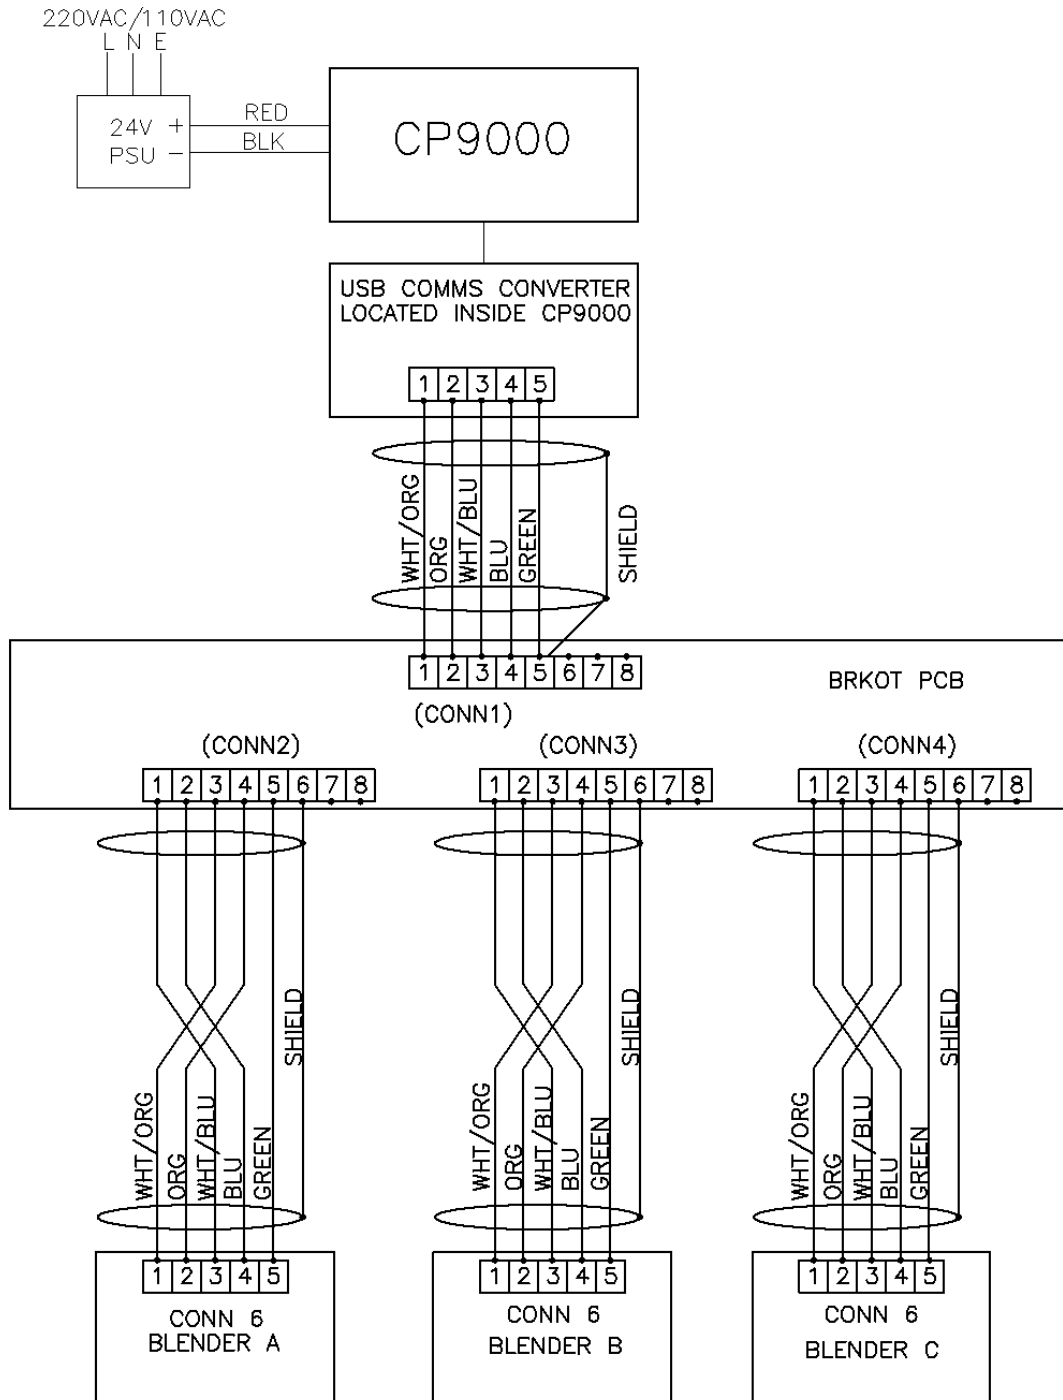 220VAC/110VAC
L N E
24V +
PSU −
RED
BLK
CP9000
USB COMMS CONVERTER
LOCATED INSIDE CP9000
1 2 3 4 5
WHT/ORG
ORG
WHT/BLU
BLU
GREEN
SHIELD
1 2 3 4 5 6 7 8
BRKOT PCB
(CONN1)
(CONN2)
(CONN3)
(CONN4)
1 2 3 4 5 6 7 8
1 2 3 4 5 6 7 8
1 2 3 4 5 6 7 8
WHT/ORG
ORG
WHT/BLU
BLU
GREEN
SHIELD
WHT/ORG
ORG
WHT/BLU
BLU
GREEN
SHIELD
WHT/ORG
ORG
WHT/BLU
BLU
GREEN
SHIELD
1 2 3 4 5
CONN 6
BLENDER A
1 2 3 4 5
CONN 6
BLENDER B
1 2 3 4 5
CONN 6
BLENDER C